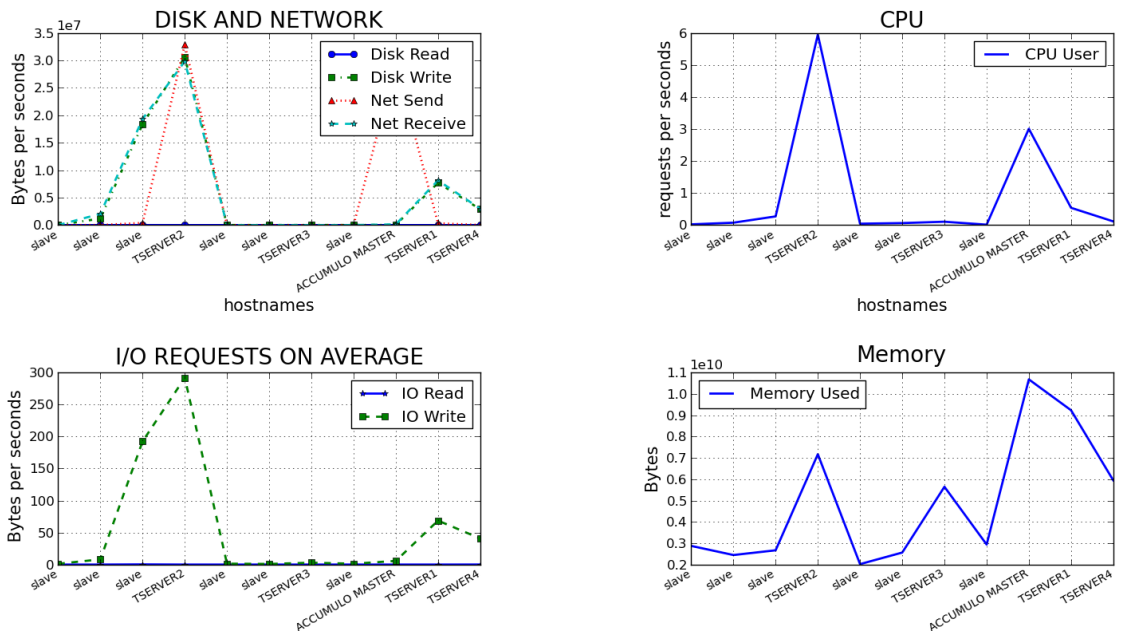 DISK AND NETWORK
1e7
3.5
3.0
2.5
2.0
1.5
1.0
0.5
0.0
Bytes per seconds
Disk Read
Disk Write
Net Send
Net Receive
slave
slave
slave
TSERVER2
slave
slave
TSERVER3
slave
ACCUMULO MASTER
TSERVER1
TSERVER4
hostnames
CPU
6
5
4
3
2
1
0
requests per seconds
CPU User
slave
slave
slave
TSERVER2
slave
slave
TSERVER3
slave
ACCUMULO MASTER
TSERVER1
TSERVER4
hostnames
I/O REQUESTS ON AVERAGE
300
250
200
150
100
50
0
Bytes per seconds
IO Read
IO Write
slave
slave
slave
TSERVER2
slave
slave
TSERVER3
slave
ACCUMULO MASTER
TSERVER1
TSERVER4
Memory
1e10
1.1
1.0
0.9
0.8
0.7
0.6
0.5
0.4
0.3
0.2
Bytes
Memory Used
slave
slave
slave
TSERVER2
slave
slave
TSERVER3
slave
ACCUMULO MASTER
TSERVER1
TSERVER4